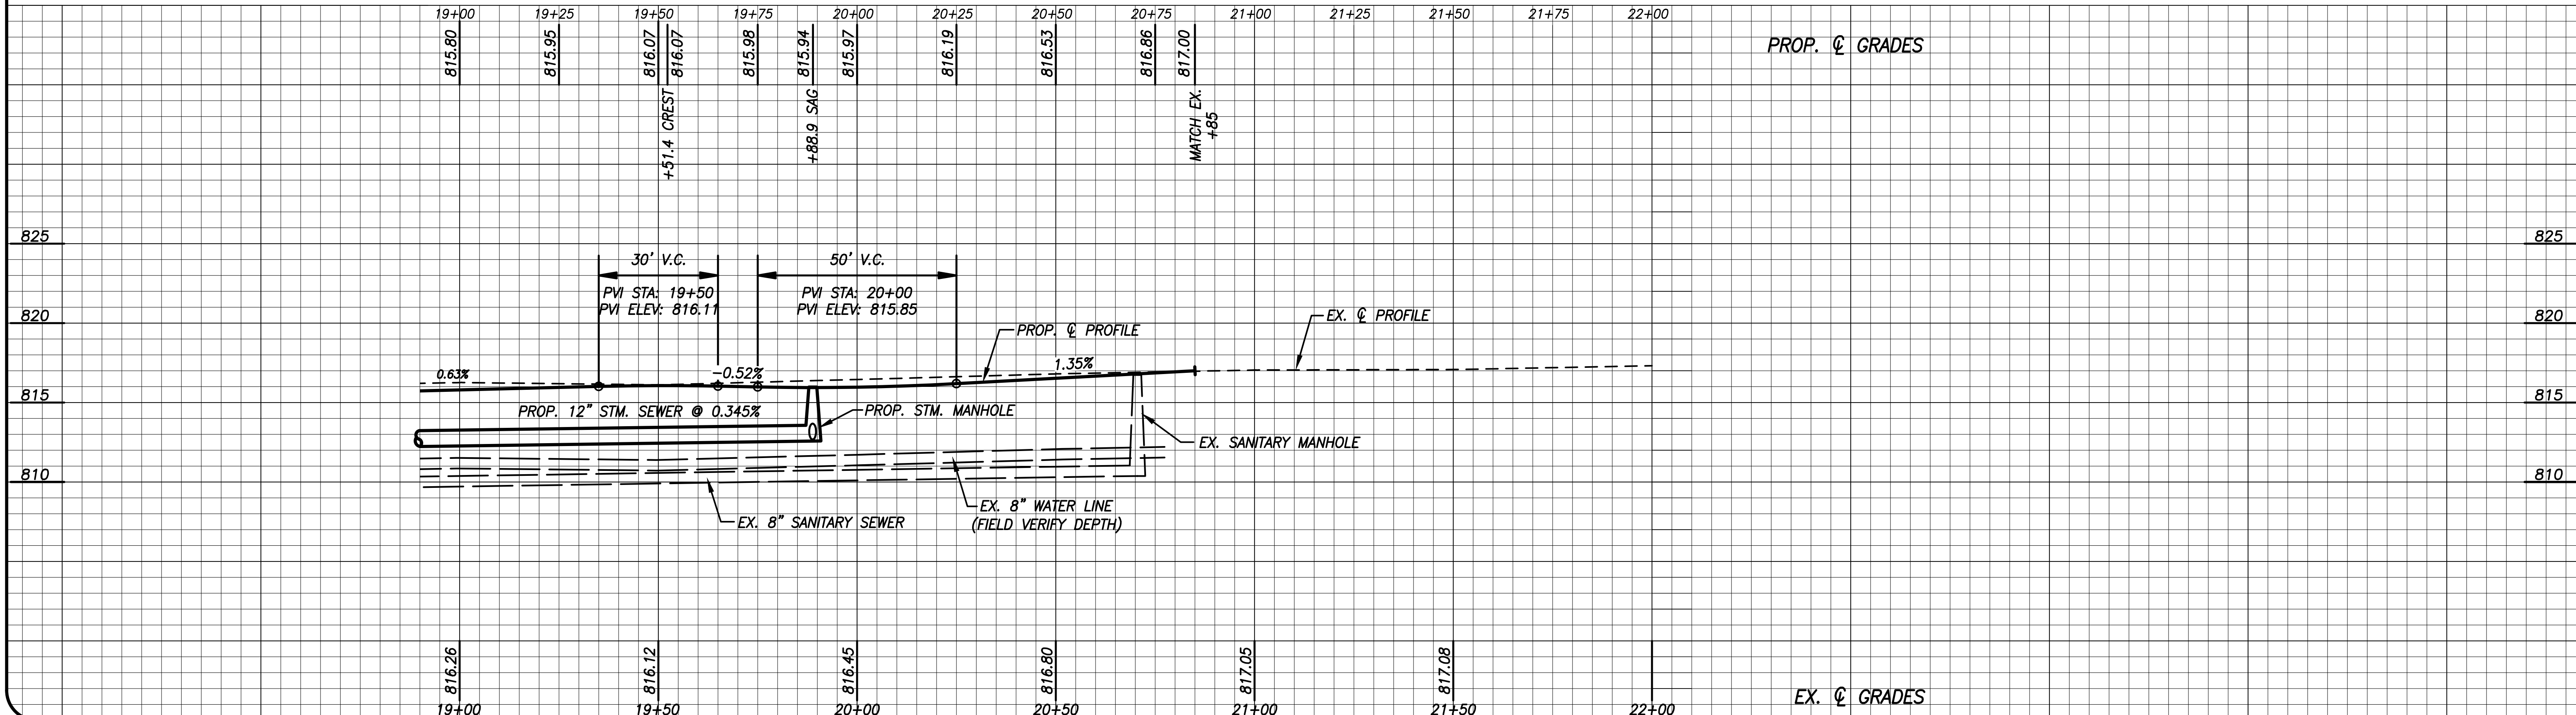 19+00 19+25 19+50 19+75 20+00 20+25 20+50 20+75 21+00 21+25 21+50 21+75 22+00
815.80 815.95 816.07 816.07 815.98 815.94 815.97 816.19 816.53 816.86 817.00
PROP. ℄ GRADES
+51.4 CREST
+88.9 SAG
MATCH EX.
+85
825 825
30' V.C.
50' V.C.
PVI STA: 19+50
PVI ELEV: 816.11
PVI STA: 20+00
PVI ELEV: 815.85
820 820
PROP. ℄ PROFILE
EX. ℄ PROFILE
0.63%
-0.52%
1.35%
815 815
PROP. 12" STM. SEWER @ 0.345%
PROP. STM. MANHOLE
EX. SANITARY MANHOLE
810 810
EX. 8" WATER LINE
(FIELD VERIFY DEPTH)
EX. 8" SANITARY SEWER
816.26 816.12 816.45 816.80 817.05 817.08
EX. ℄ GRADES
19+00 19+50 20+00 20+50 21+00 21+50 22+00